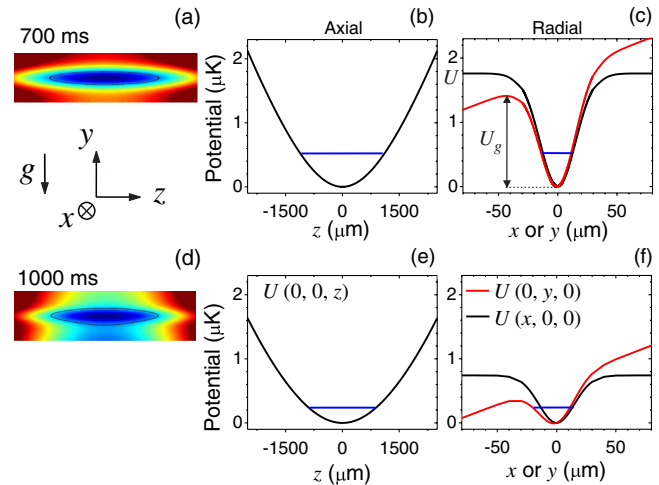 (a)
700 ms
g
y
x
z
Axial
(b)
Potential (μK)
2
1
0
-1500 0 1500
z (μm)
Radial
(c)
2
U
1
0
U_g
-50 0 50
x or y (μm)
(d)
1000 ms
(e)
U (0, 0, z)
Potential (μK)
2
1
0
-1500 0 1500
z (μm)
(f)
U (0, y, 0)
U (x, 0, 0)
2
1
0
-50 0 50
x or y (μm)